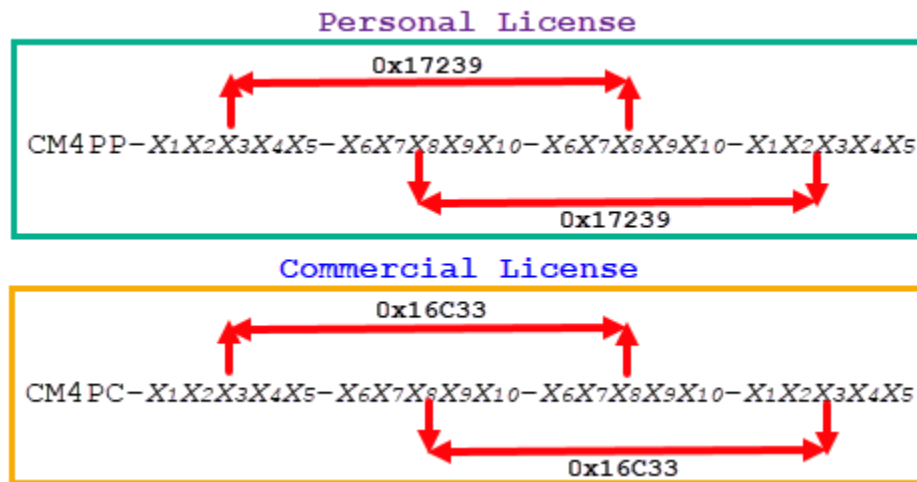 Personal License
0x17239
CM4PP-X1X2X3X4X5-X6X7X8X9X10-X6X7X8X9X10-X1X2X3X4X5
0x17239
Commercial License
0x16C33
CM4PC-X1X2X3X4X5-X6X7X8X9X10-X6X7X8X9X10-X1X2X3X4X5
0x16C33